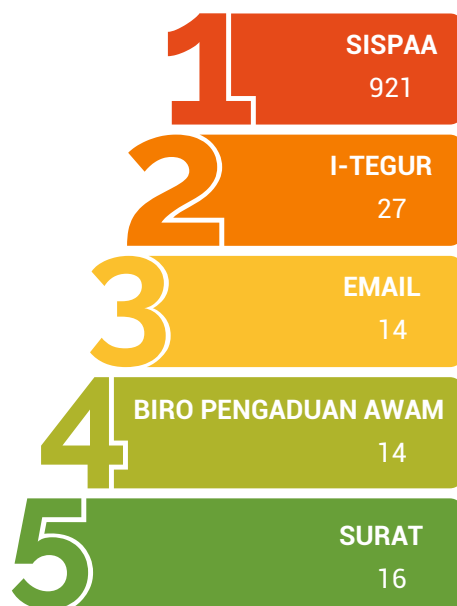 1
SISPAA
921
2
I-TEGUR
27
3
EMAIL
14
4
BIRO PENGADUAN AWAM
14
5
SURAT
16